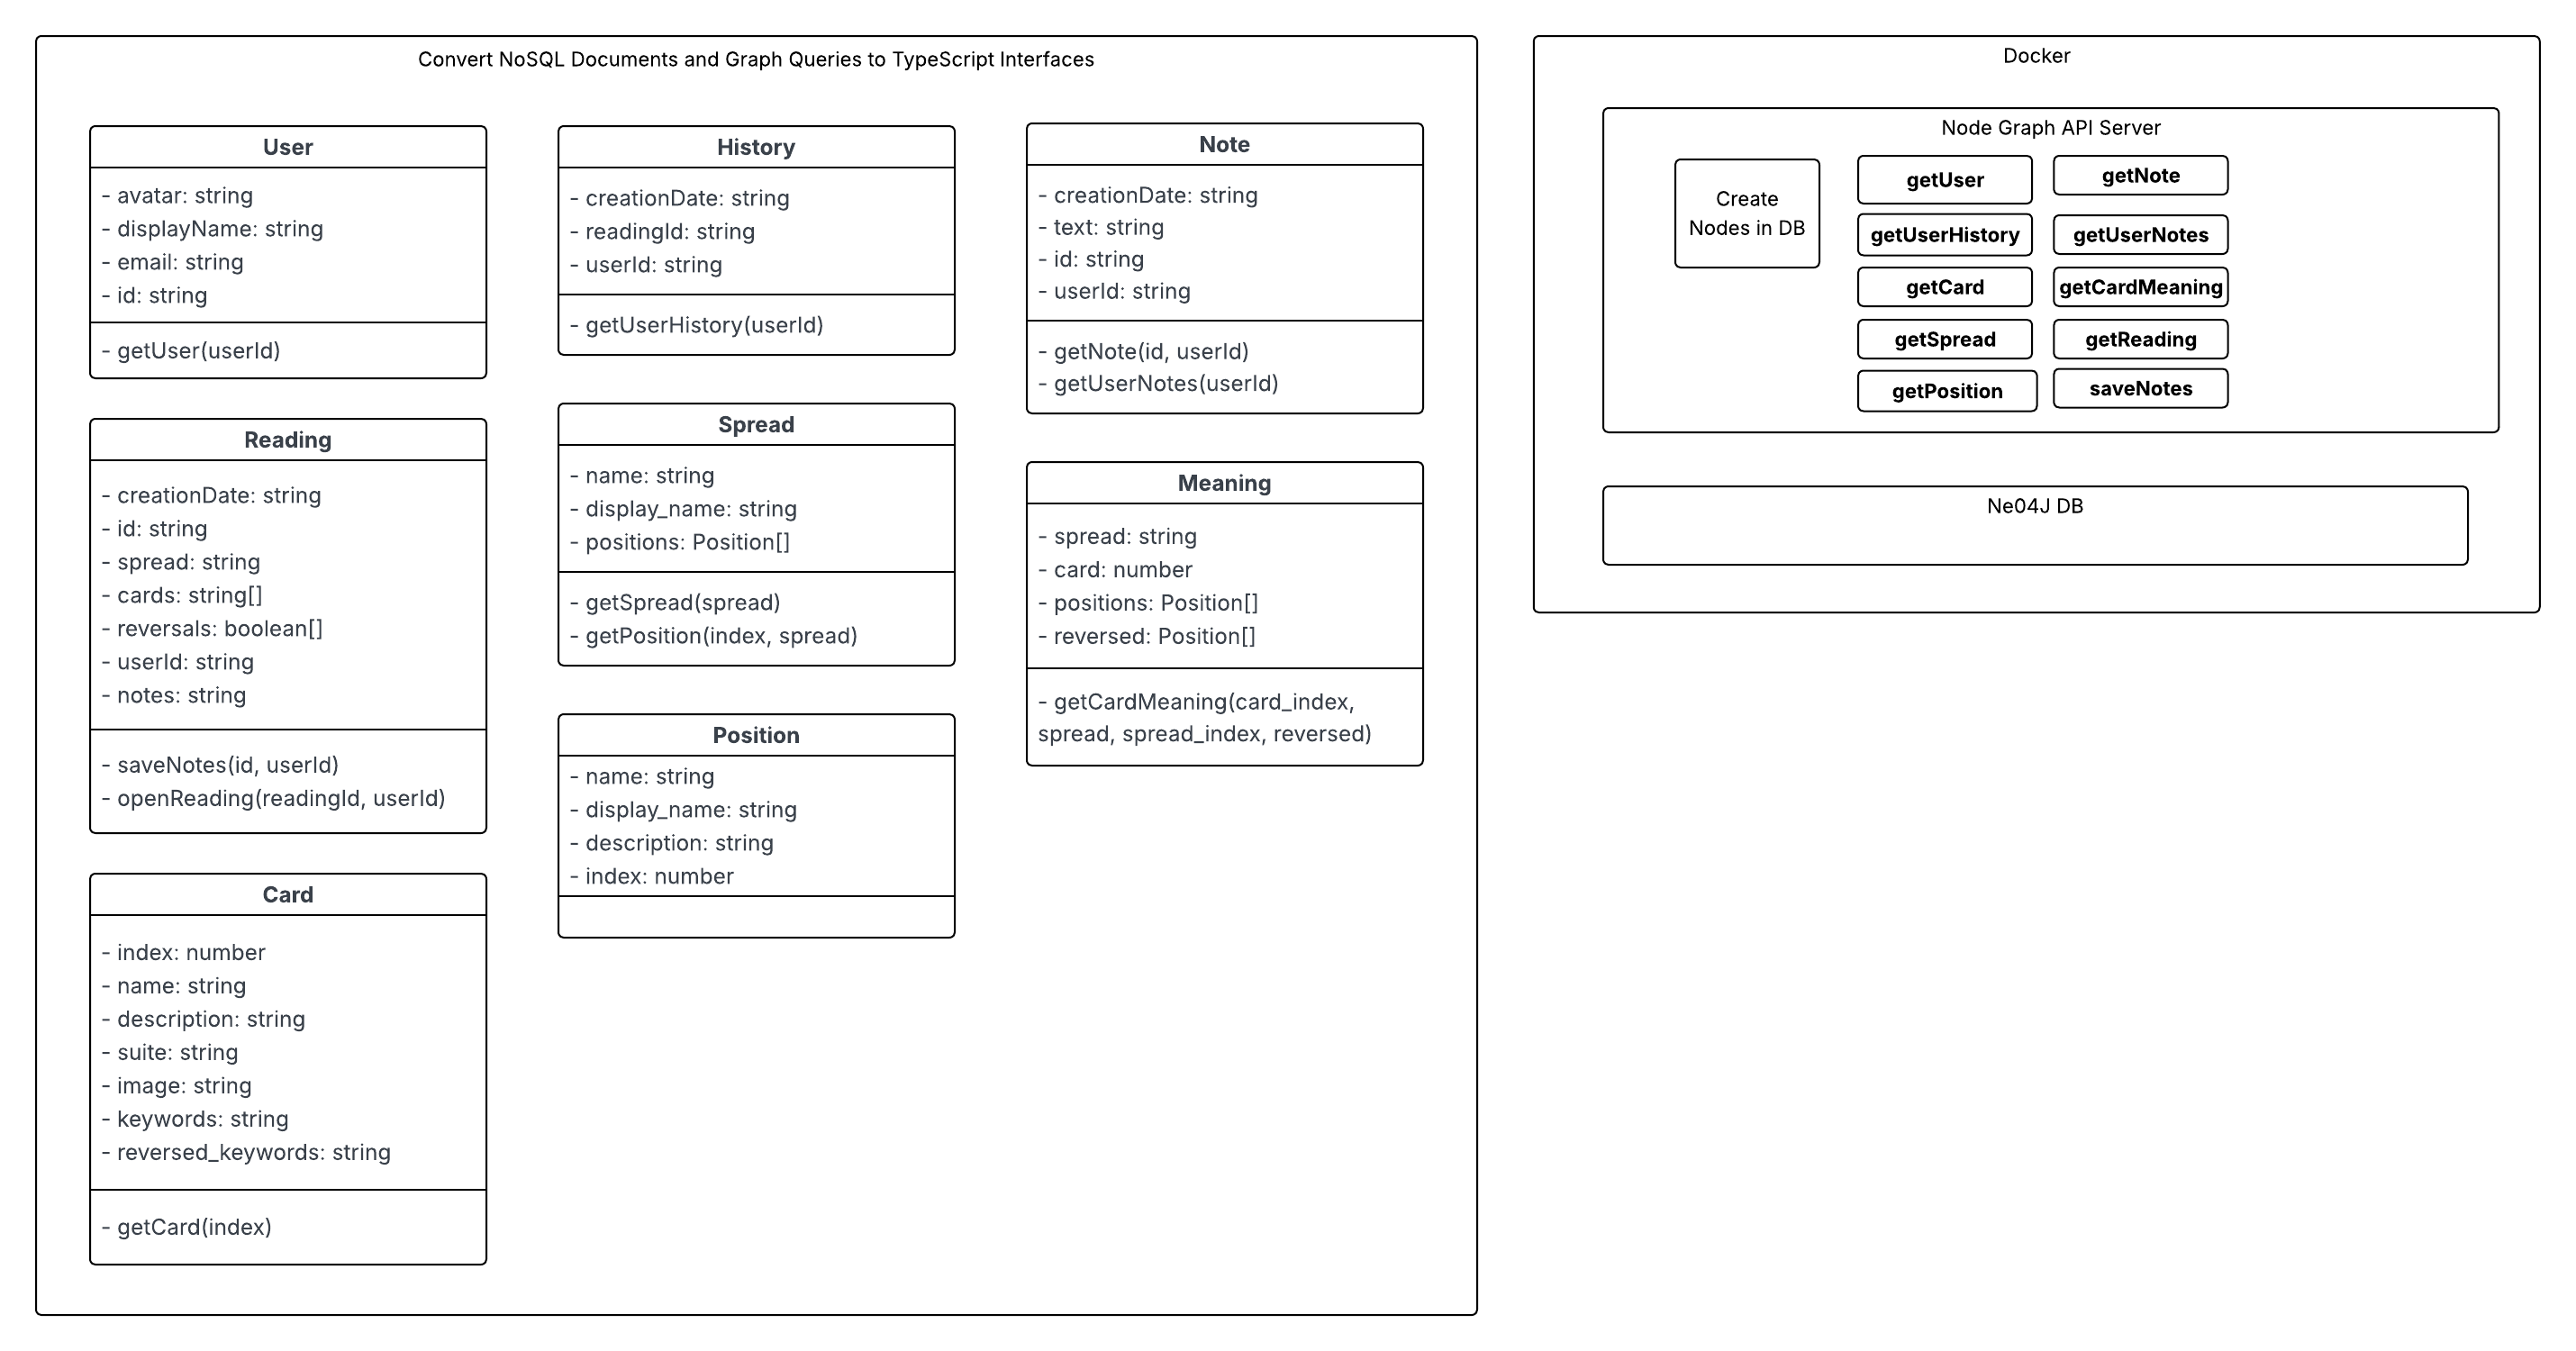 Convert NoSQL Documents and Graph Queries to TypeScript Interfaces
User
- avatar: string
- displayName: string
- email: string
- id: string
- getUser(userId)
Reading
- creationDate: string
- id: string
- spread: string
- cards: string[]
- reversals: boolean[]
- userId: string
- notes: string
- saveNotes(id, userId)
- openReading(readingId, userId)
Card
- index: number
- name: string
- description: string
- suite: string
- image: string
- keywords: string
- reversed_keywords: string
- getCard(index)
History
- creationDate: string
- readingId: string
- userId: string
- getUserHistory(userId)
Spread
- name: string
- display_name: string
- positions: Position[]
- getSpread(spread)
- getPosition(index, spread)
Position
- name: string
- display_name: string
- description: string
- index: number
Note
- creationDate: string
- text: string
- id: string
- userId: string
- getNote(id, userId)
- getUserNotes(userId)
Meaning
- spread: string
- card: number
- positions: Position[]
- reversed: Position[]
- getCardMeaning(card_index,
spread, spread_index, reversed)
Docker
Node Graph API Server
Create
Nodes in DB
getUser
getNote
getUserHistory
getUserNotes
getCard
getCardMeaning
getSpread
getReading
getPosition
saveNotes
Ne04J DB